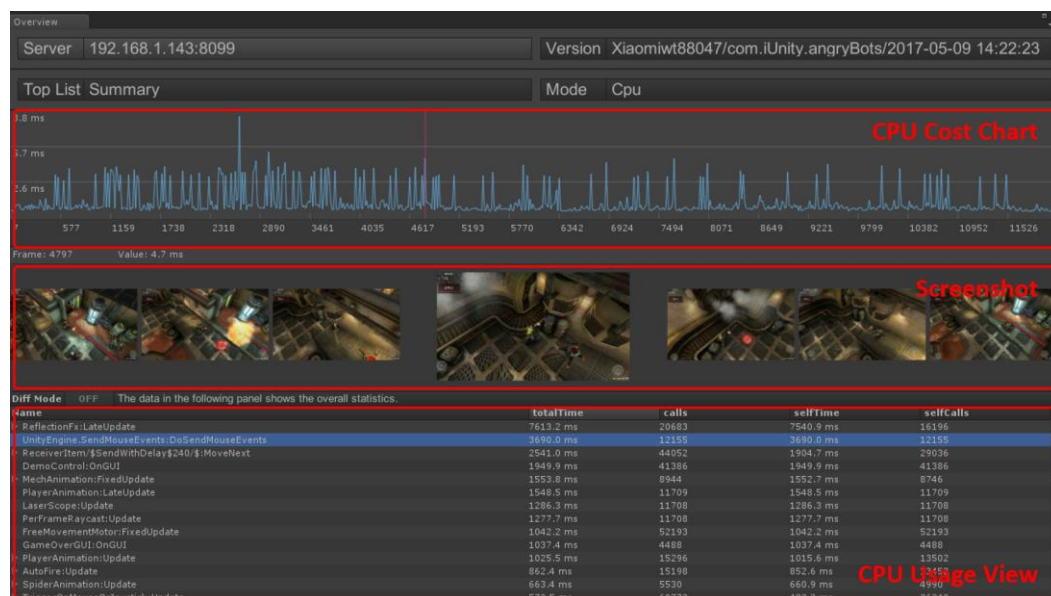 Overview
Server 192.168.1.143:8099 Version Xiaomiwt88047/com.iUnity.angryBots/2017-05-09 14:22:23
Top List Summary Mode Cpu
3.8 ms
CPU Cost Chart
5.7 ms
2.6 ms
577 1159 1738 2318 2890 3461 4035 4617 5193 5770 6342 6924 7494 8071 8649 9221 9799 10382 10952 11526
Frame: 4797 Value: 4.7 ms
Screenshot
Diff Mode OFF The data in the following panel shows the overall statistics.
Name totalTime calls selfTime selfCalls
ReflectionFx:LateUpdate 7613.2 ms 20683 7540.9 ms 16196
UnityEngine.SendMouseEvents:DoSendMouseEvents 3690.0 ms 12155 3690.0 ms 12155
ReceiverItem/$SendWithDelay$240/$:MoveNext 2541.0 ms 44052 1904.7 ms 29036
DemoControl:OnGUI 1949.9 ms 41386 1949.9 ms 41386
MechAnimation:FixedUpdate 1553.8 ms 8944 1552.7 ms 8746
PlayerAnimation:LateUpdate 1548.5 ms 11709 1548.5 ms 11709
LaserScope:Update 1286.3 ms 11708 1286.3 ms 11708
PerFrameRaycast:Update 1277.7 ms 11708 1277.7 ms 11708
FreeMovementMotor:FixedUpdate 1042.2 ms 52193 1042.2 ms 52193
GameOverGUI:OnGUI 1037.4 ms 4488 1037.4 ms 4488
PlayerAnimation:Update 1025.5 ms 15296 1015.6 ms 13502
AutoFire:Update 862.4 ms 15198 852.6 ms
CPU Usage View
SpiderAnimation:Update 663.4 ms 5530 660.9 ms 4990